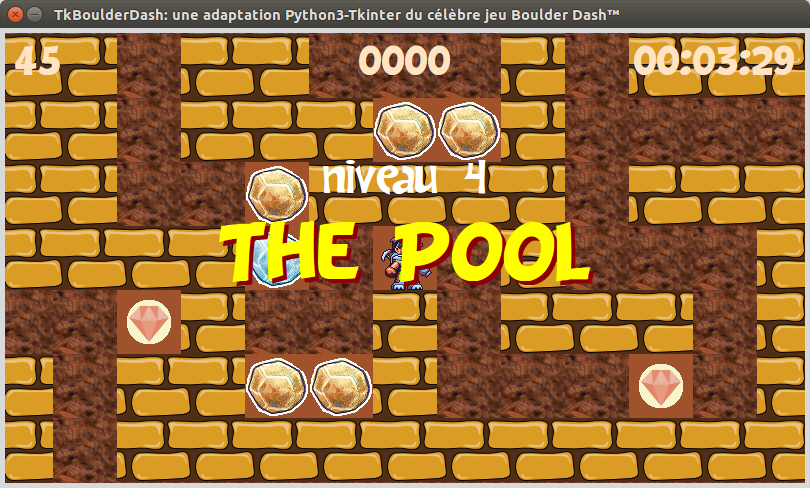 TkBoulderDash: une adaptation Python3-Tkinter du célèbre jeu Boulder Dash™
45 0000 00:03:29
niveau 4
THE POOL